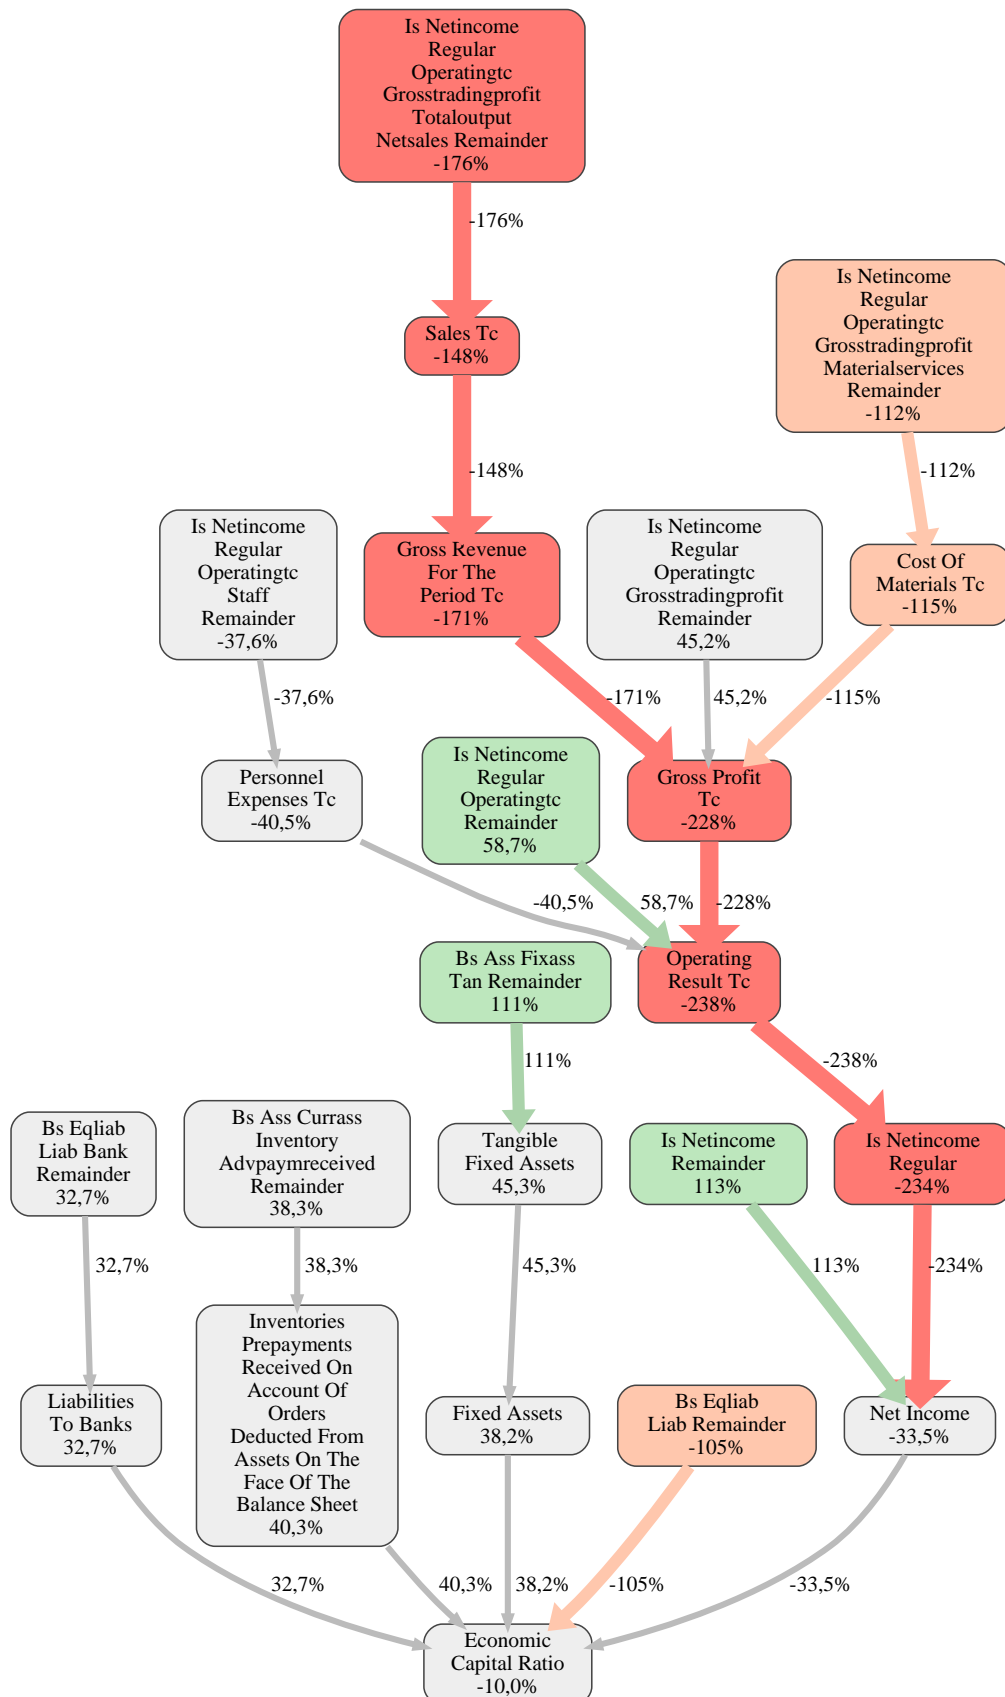 Is Netincome
Regular
Operatingtc
Grosstradingprofit
Totaloutput
Netsales Remainder
-176%
-176%
Sales Tc
-148%
Is Netincome
Regular
Operatingtc
Grosstradingprofit
Materialservices
Remainder
-112%
-148%
-112%
Is Netincome
Regular
Operatingtc
Staff
Remainder
-37,6%
Gross Revenue
For The
Period Tc
-171%
Is Netincome
Regular
Operatingtc
Grosstradingprofit
Remainder
45,2%
Cost Of
Materials Tc
-115%
-37,6%
-171%
45,2%
-115%
Personnel
Expenses Tc
-40,5%
Is Netincome
Regular
Operatingtc
Remainder
58,7%
Gross Profit
Tc
-228%
-40,5%
58,7%
-228%
Bs Ass Fixass
Tan Remainder
111%
Operating
Result Tc
-238%
111%
-238%
Bs Eqliab
Liab Bank
Remainder
32,7%
Bs Ass Currass
Inventory
Advpaymreceived
Remainder
38,3%
Tangible
Fixed Assets
45,3%
Is Netincome
Remainder
113%
Is Netincome
Regular
-234%
32,7%
38,3%
45,3%
113%
-234%
Liabilities
To Banks
32,7%
Inventories
Prepayments
Received On
Account Of
Orders
Deducted From
Assets On The
Face Of The
Balance Sheet
40,3%
Fixed Assets
38,2%
Bs Eqliab
Liab Remainder
-105%
Net Income
-33,5%
32,7%
40,3%
38,2%
-105%
-33,5%
Economic
Capital Ratio
-10,0%